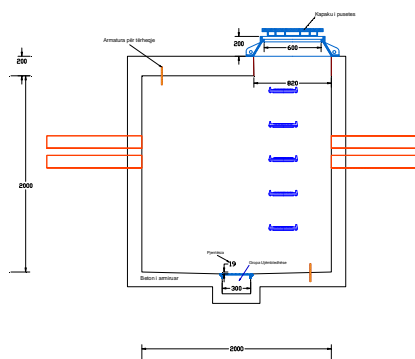 Kapaku i pusetes
Armatura për tërheqje
200
600
200
820
2000
Pjerrësia
19
Gropa Ujëmbledhëse
Beton i armuar
300
2000